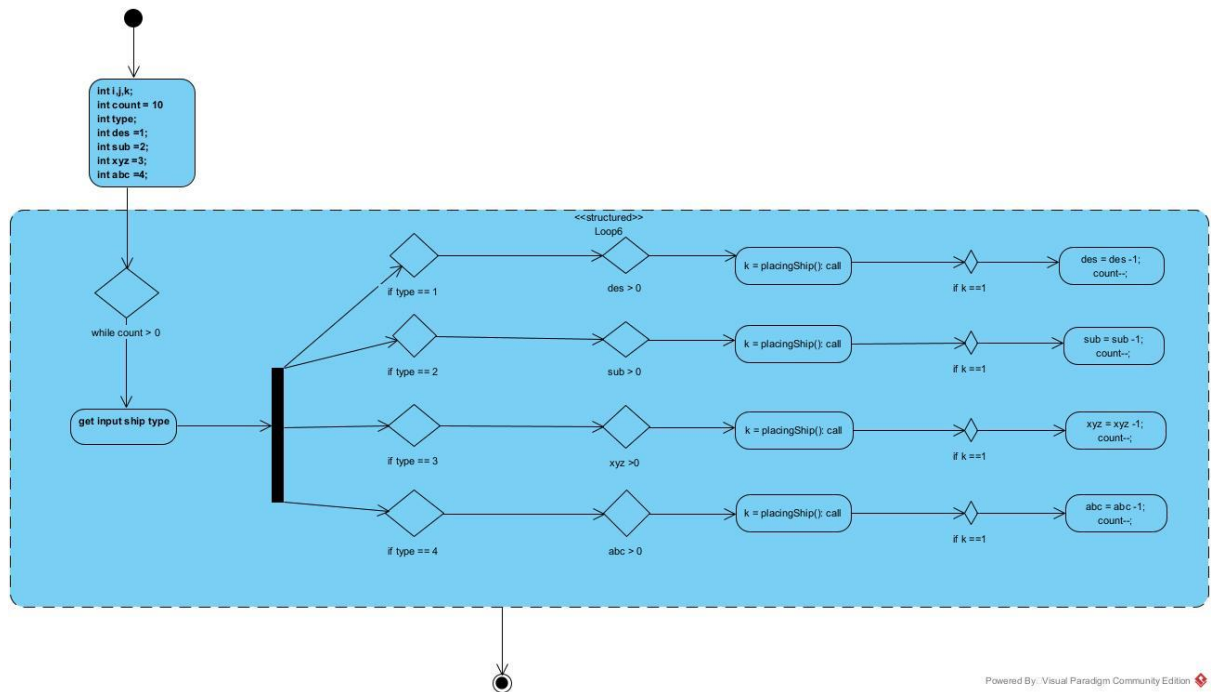 int i,j,k;
int count = 10
int type;
int des =1;
int sub =2;
int xyz =3;
int abc =4;
<<structured>>
Loop6
while count > 0
get input ship type
if type == 1
des > 0
k = placingShip(): call
if k ==1
des = des -1;
count--;
if type == 2
sub > 0
k = placingShip(): call
if k ==1
sub = sub -1;
count--;
if type == 3
xyz >0
k = placingShip(): call
if k ==1
xyz = xyz -1;
count--;
if type == 4
abc > 0
k = placingShip(): call
if k ==1
abc = abc -1;
count--;
Powered By: Visual Paradigm Community Edition